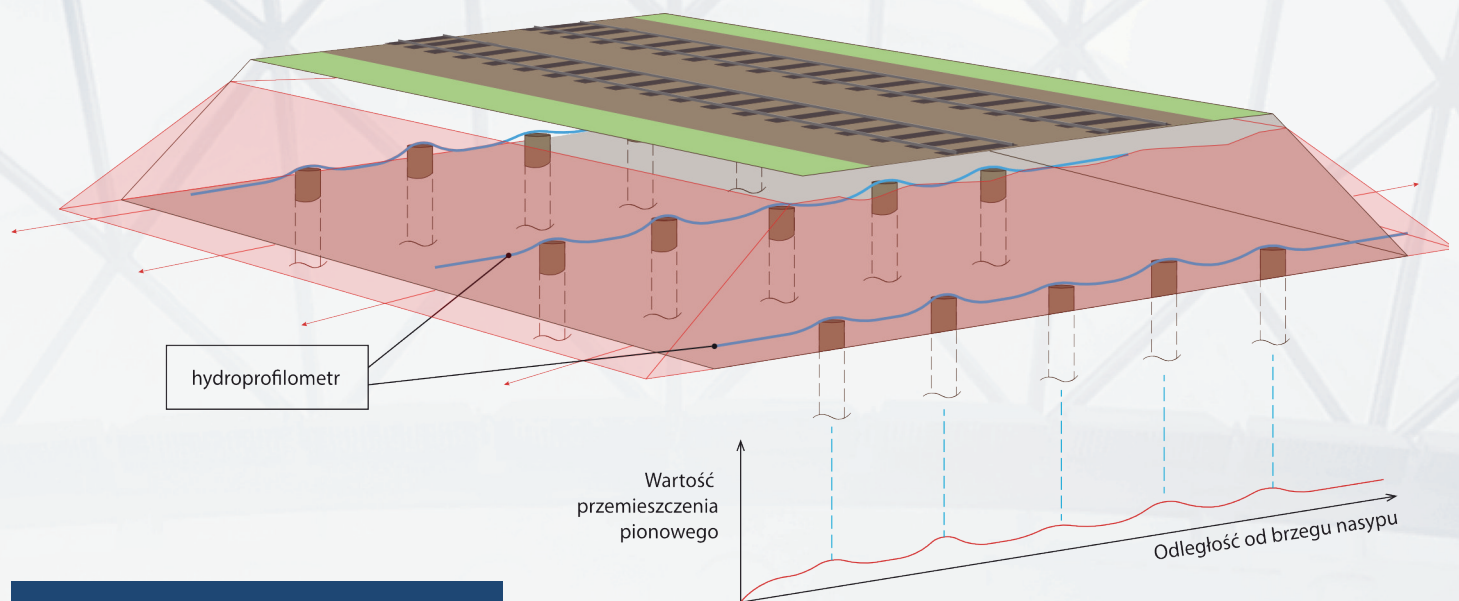 hydroprofilometr
Wartość
przemieszczenia
pionowego
Odległość od brzegu nasypu